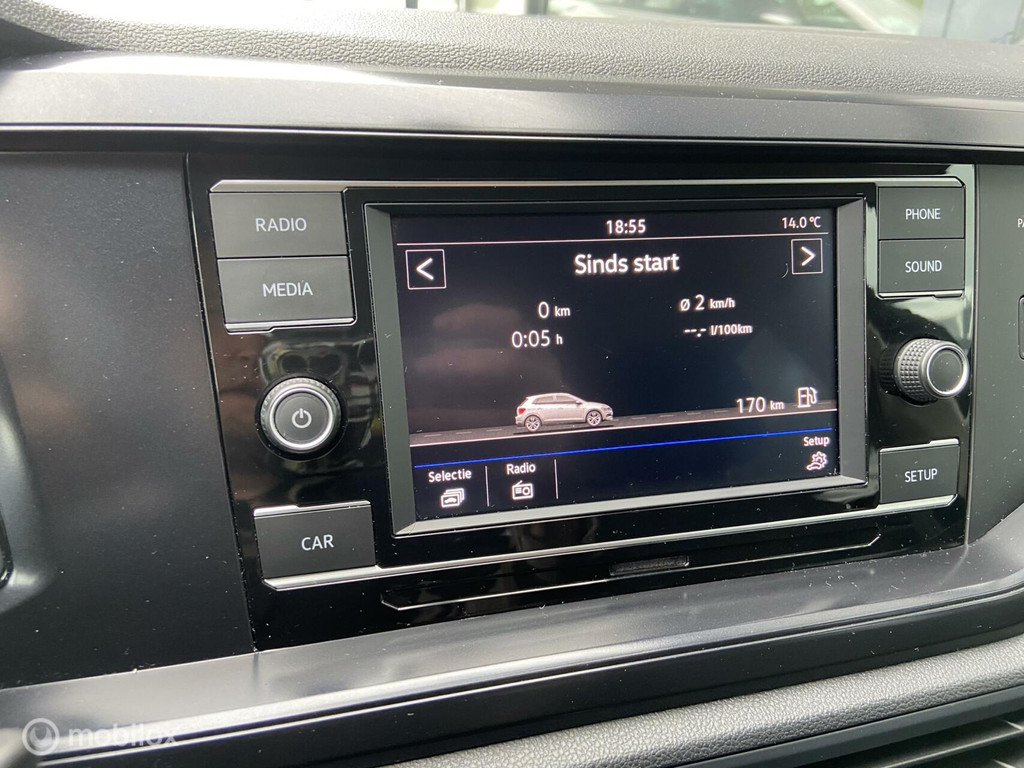 RADIO
MEDIA
CAR
18:55
14.0 °C
<
Sinds start
>
0 km
ø 2 km/h
0:05 h
--,- l/100km
170 km
Selectie
Radio
Setup
PHONE
SOUND
SETUP
mobilox